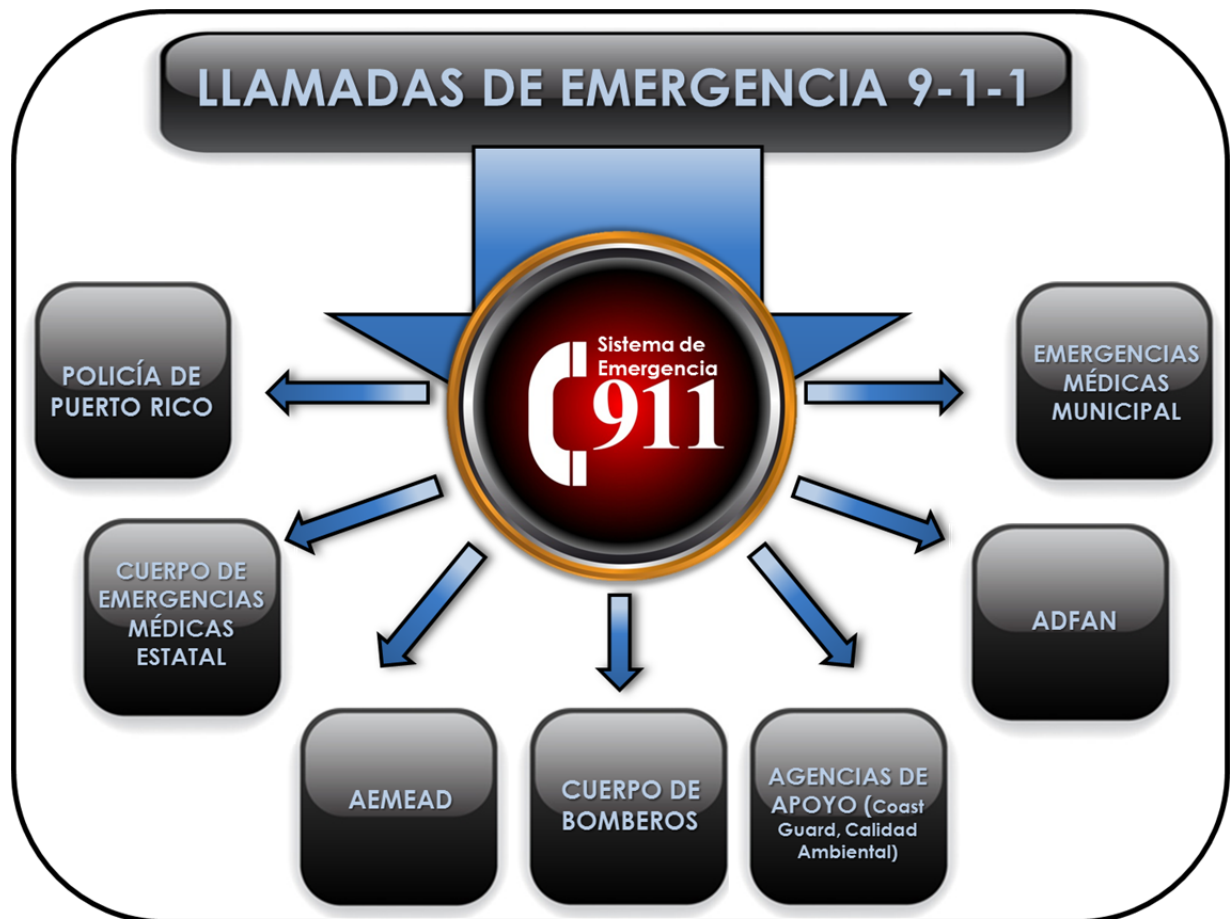 LLAMADAS DE EMERGENCIA 9-1-1
Sistema de
Emergencia
911
POLICÍA DE
PUERTO RICO
CUERPO DE
EMERGENCIAS
MÉDICAS
ESTATAL
AEMEAD
CUERPO DE
BOMBEROS
AGENCIAS DE
APOYO (Coast
Guard, Calidad
Ambiental)
ADFAN
EMERGENCIAS
MÉDICAS
MUNICIPAL